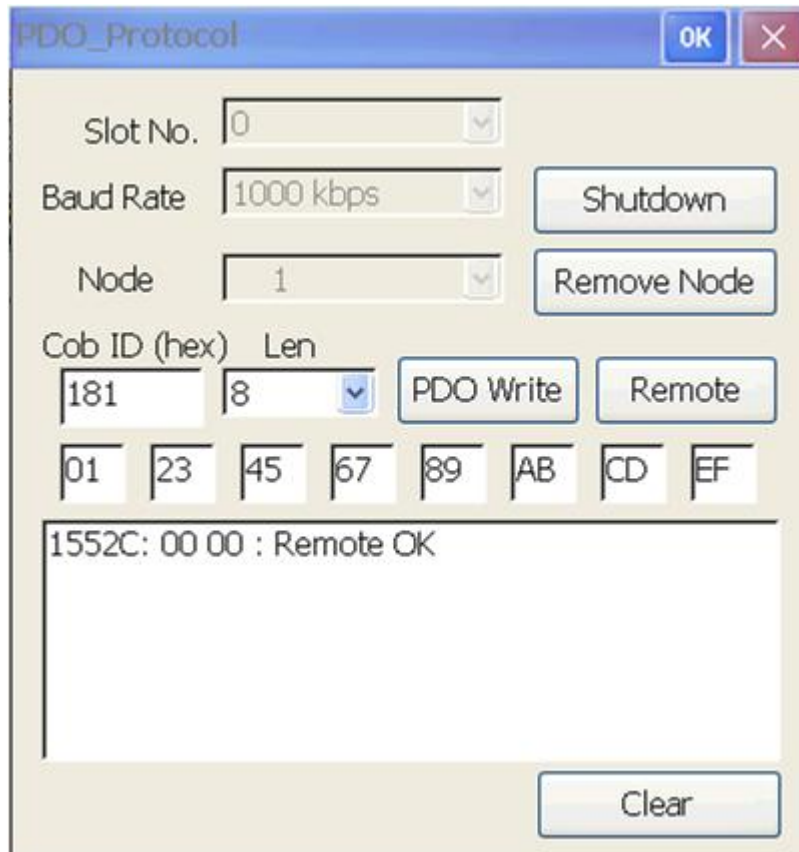 PDO_Protocol OK
Slot No. 0
Baud Rate 1000 kbps Shutdown
Node 1 Remove Node
Cob ID (hex) Len
181 8 PDO Write Remote
01 23 45 67 89 AB CD EF
1552C: 00 00 : Remote OK
Clear